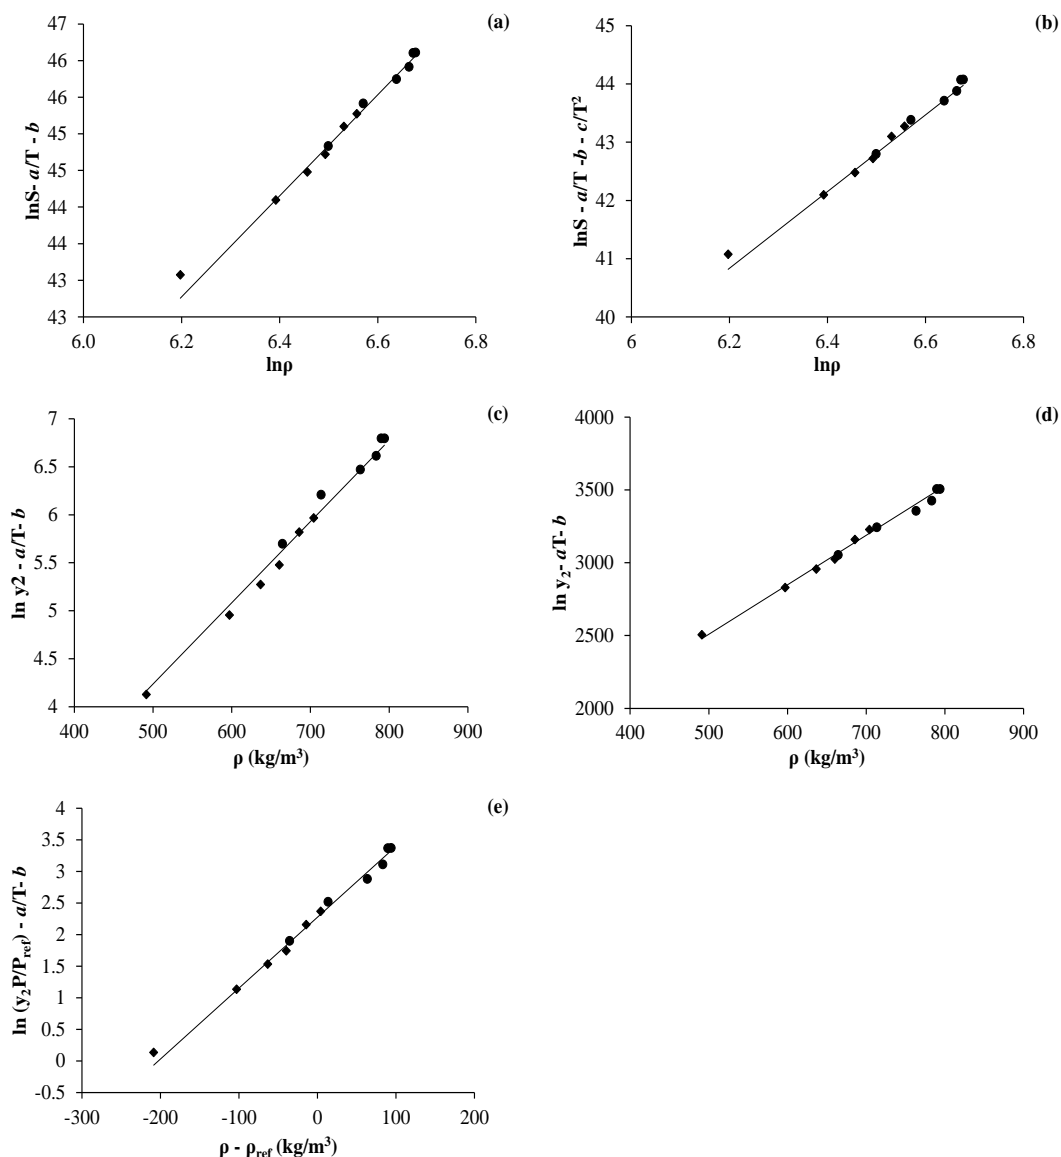 (a)
47
46
46
45
45
44
44
43
43
6.0 6.2 6.4 6.6 6.8
lnρ
lnS- a/T - b
(b)
45
44
43
42
41
40
6 6.2 6.4 6.6 6.8
lnρ
lnS - a/T -b - c/T²
(c)
7
6.5
6
5.5
5
4.5
4
400 500 600 700 800 900
ρ (kg/m³)
ln y2 - a/T- b
(d)
4000
3500
3000
2500
2000
400 500 600 700 800 900
ρ (kg/m³)
ln y₂- aT- b
(e)
4
3.5
3
2.5
2
1.5
1
0.5
0
-0.5
-300 -200 -100 0 100 200
ρ - ρref (kg/m³)
ln (y₂P/Pref) - a/T- b